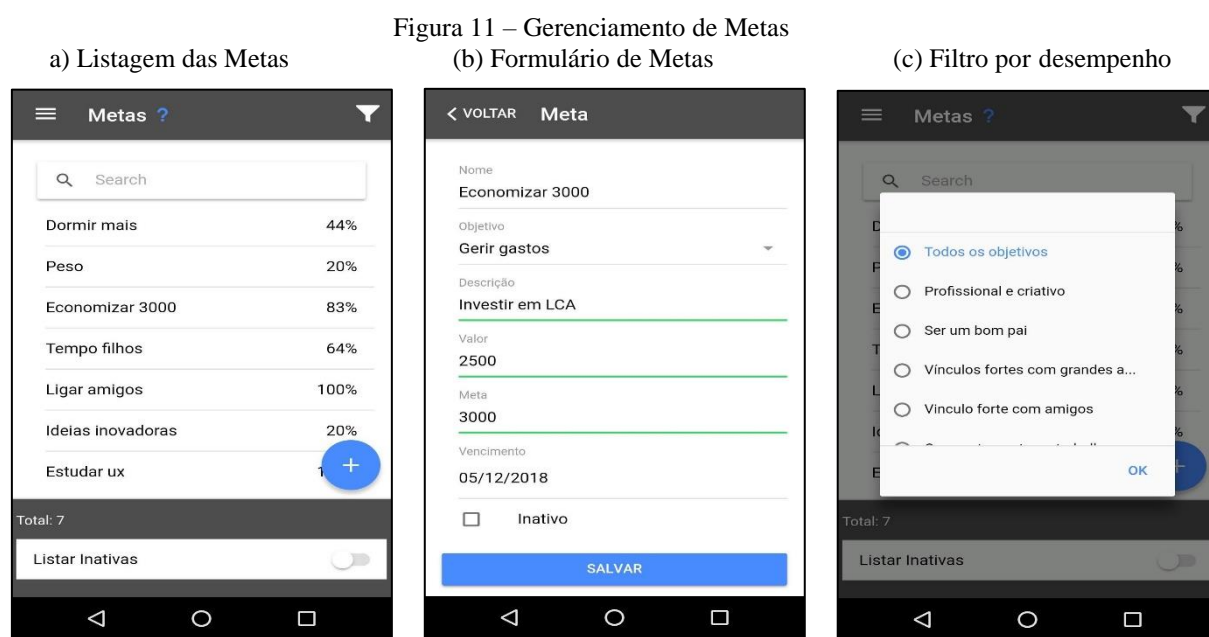 Figura 11 – Gerenciamento de Metas
a) Listagem das Metas
(b) Formulário de Metas
(c) Filtro por desempenho
Metas ?
Search
Dormir mais 44%
Peso 20%
Economizar 3000 83%
Tempo filhos 64%
Ligar amigos 100%
Ideias inovadoras 20%
Estudar ux
+
Total: 7
Listar Inativas
VOLTAR Meta
Nome
Economizar 3000
Objetivo
Gerir gastos
Descrição
Investir em LCA
Valor
2500
Meta
3000
Vencimento
05/12/2018
Inativo
SALVAR
Metas ?
Search
Todos os objetivos
Profissional e criativo
Ser um bom pai
Vínculos fortes com grandes a...
Vinculo forte com amigos
OK
Total: 7
Listar Inativas